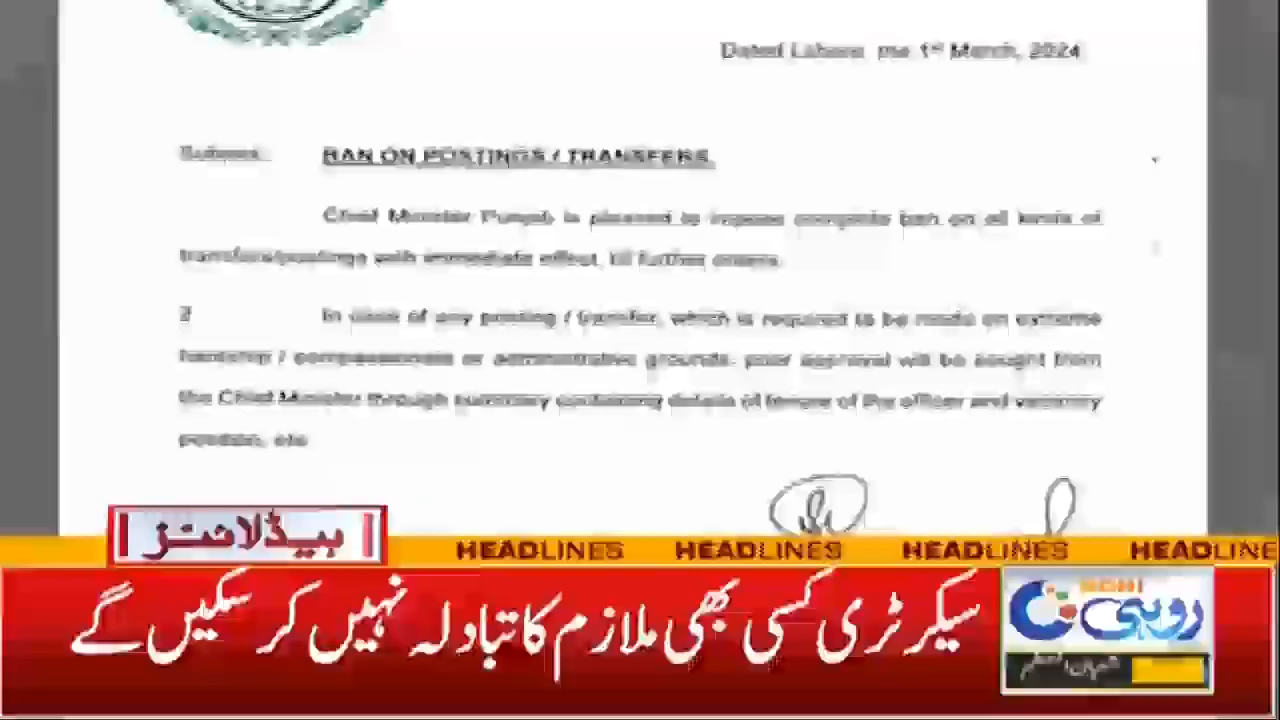 Dated Lahore the 1st March, 2024
Subject: BAN ON POSTINGS / TRANSFERS.
Chief Minister Punjab is pleased to impose complete ban on all kinds of
transfers/postings with immediate effect, till further orders.
2 In case of any posting / transfer, which is required to be made on extreme
hardship / compassionate or administrative grounds, prior approval will be sought from
the Chief Minister through summary containing details of tenure of the officer and vacancy
position, etc.
ہیڈلائنز
HEADLINES HEADLINES HEADLINES HEADLINE
سیکرٹری کسی بھی ملازم کا تبادلہ نہیں کر سکیں گے
روہی